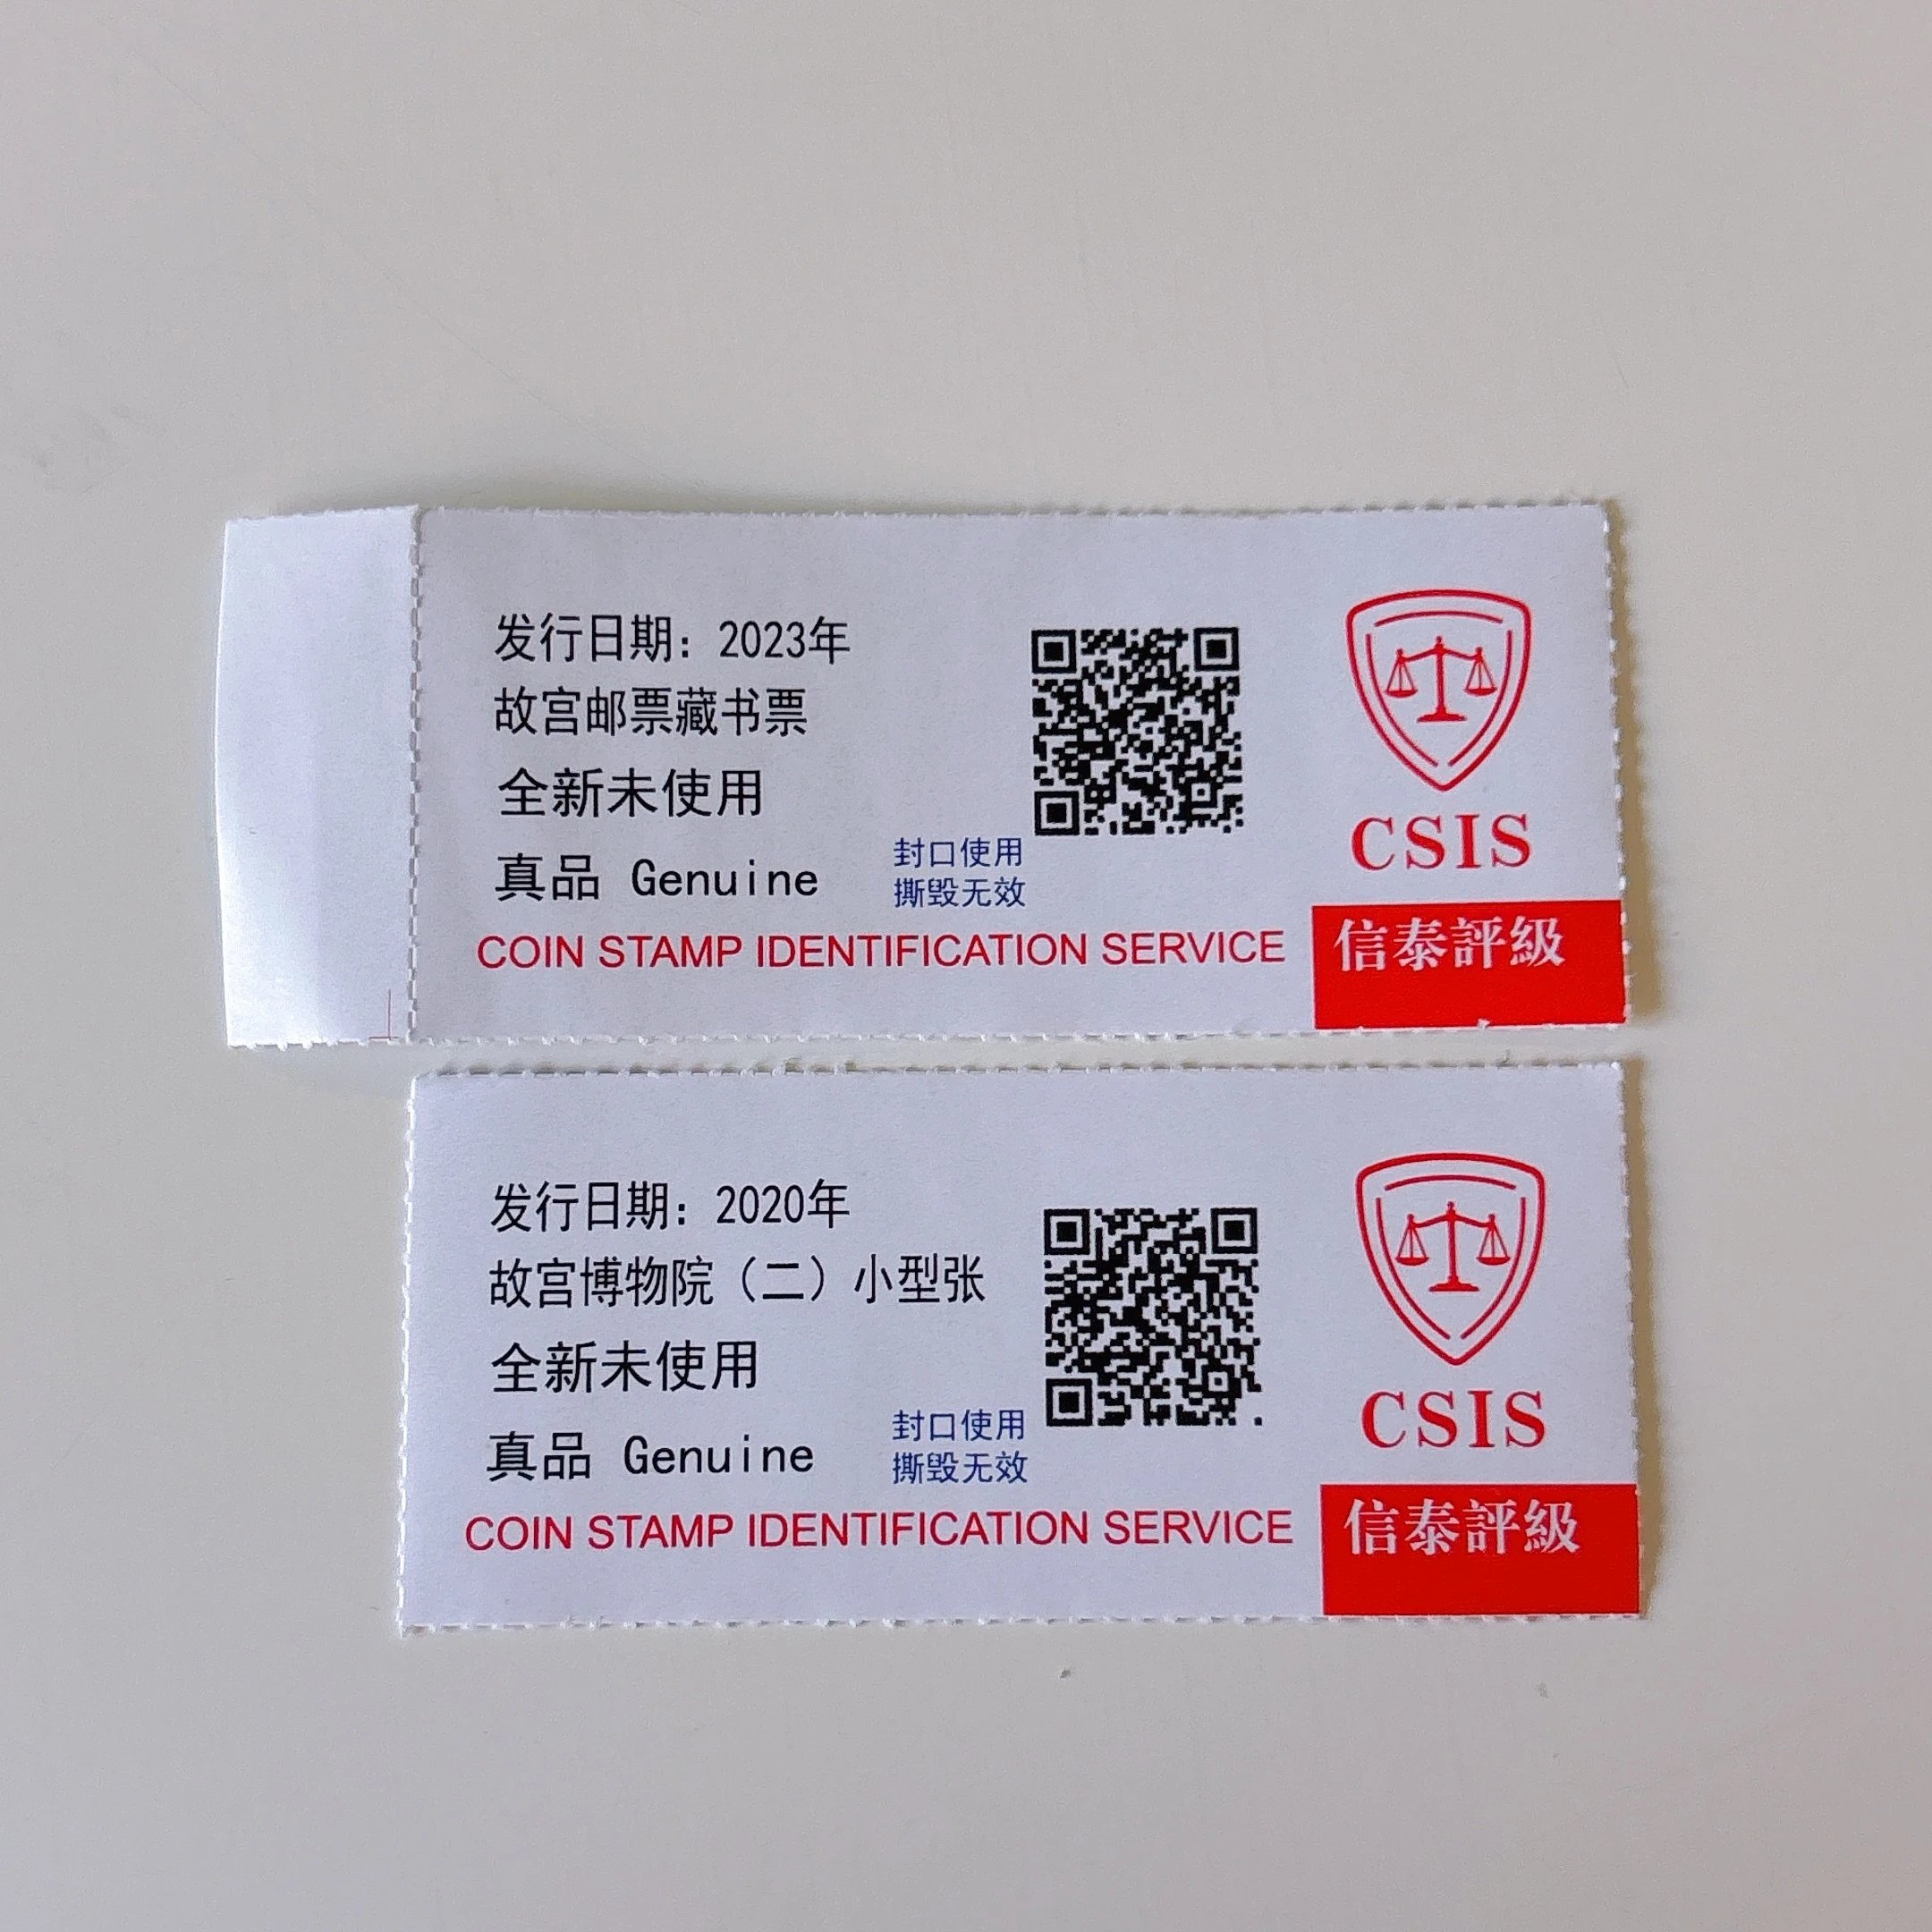 发行日期：2023年
故宫邮票藏书票
全新未使用
真品 Genuine
封口使用
撕毁无效
COIN STAMP IDENTIFICATION SERVICE
CSIS
信泰評級
发行日期：2020年
故宫博物院（二）小型张
全新未使用
真品 Genuine
封口使用
撕毁无效
COIN STAMP IDENTIFICATION SERVICE
CSIS
信泰評級